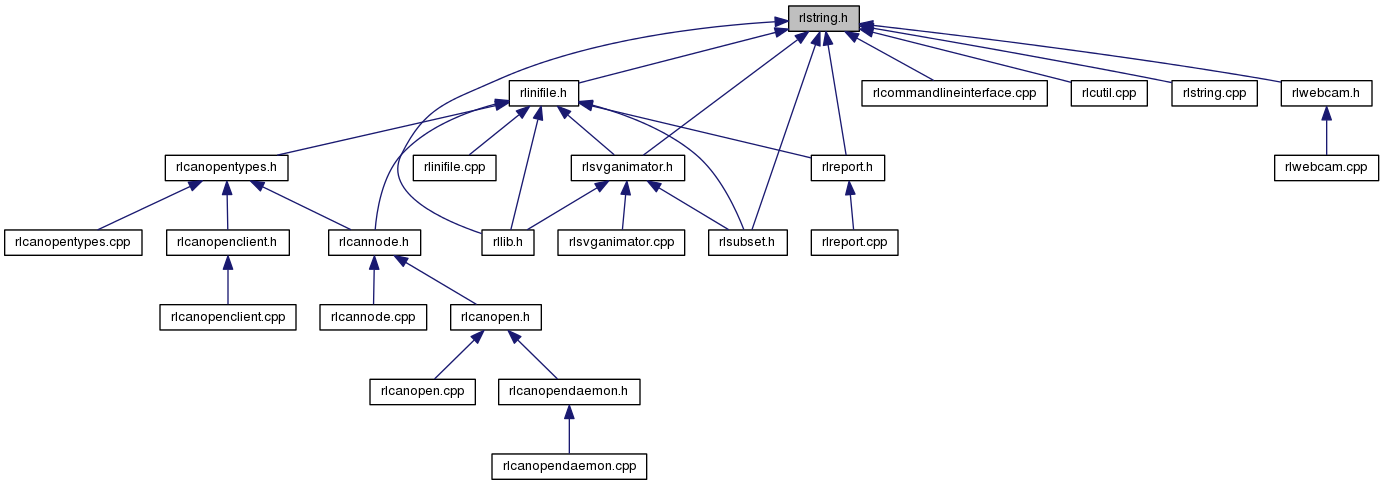 rlstring.h
rlinifile.h
rlcommandlineinterface.cpp
rlcutil.cpp
rlstring.cpp
rlwebcam.h
rlcanopentypes.h
rlinifile.cpp
rlsvganimator.h
rlreport.h
rlwebcam.cpp
rlcanopentypes.cpp
rlcanopenclient.h
rlcannode.h
rllib.h
rlsvganimator.cpp
rlsubset.h
rlreport.cpp
rlcanopenclient.cpp
rlcannode.cpp
rlcanopen.h
rlcanopen.cpp
rlcanopendaemon.h
rlcanopendaemon.cpp